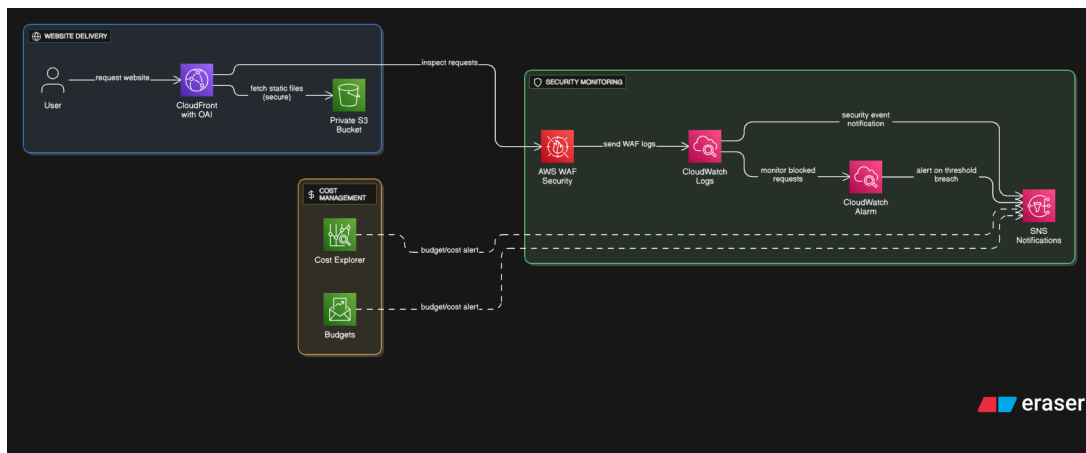 WEBSITE DELIVERY
User
request website
CloudFront
with OAI
fetch static files
(secure)
Private S3
Bucket
inspect requests
SECURITY MONITORING
AWS WAF
Security
send WAF logs
CloudWatch
Logs
security event
notification
monitor blocked
requests
CloudWatch
Alarm
alert on threshold
breach
SNS
Notifications
$ COST
MANAGEMENT
Cost Explorer
budget/cost alert
Budgets
budget/cost alert
eraser